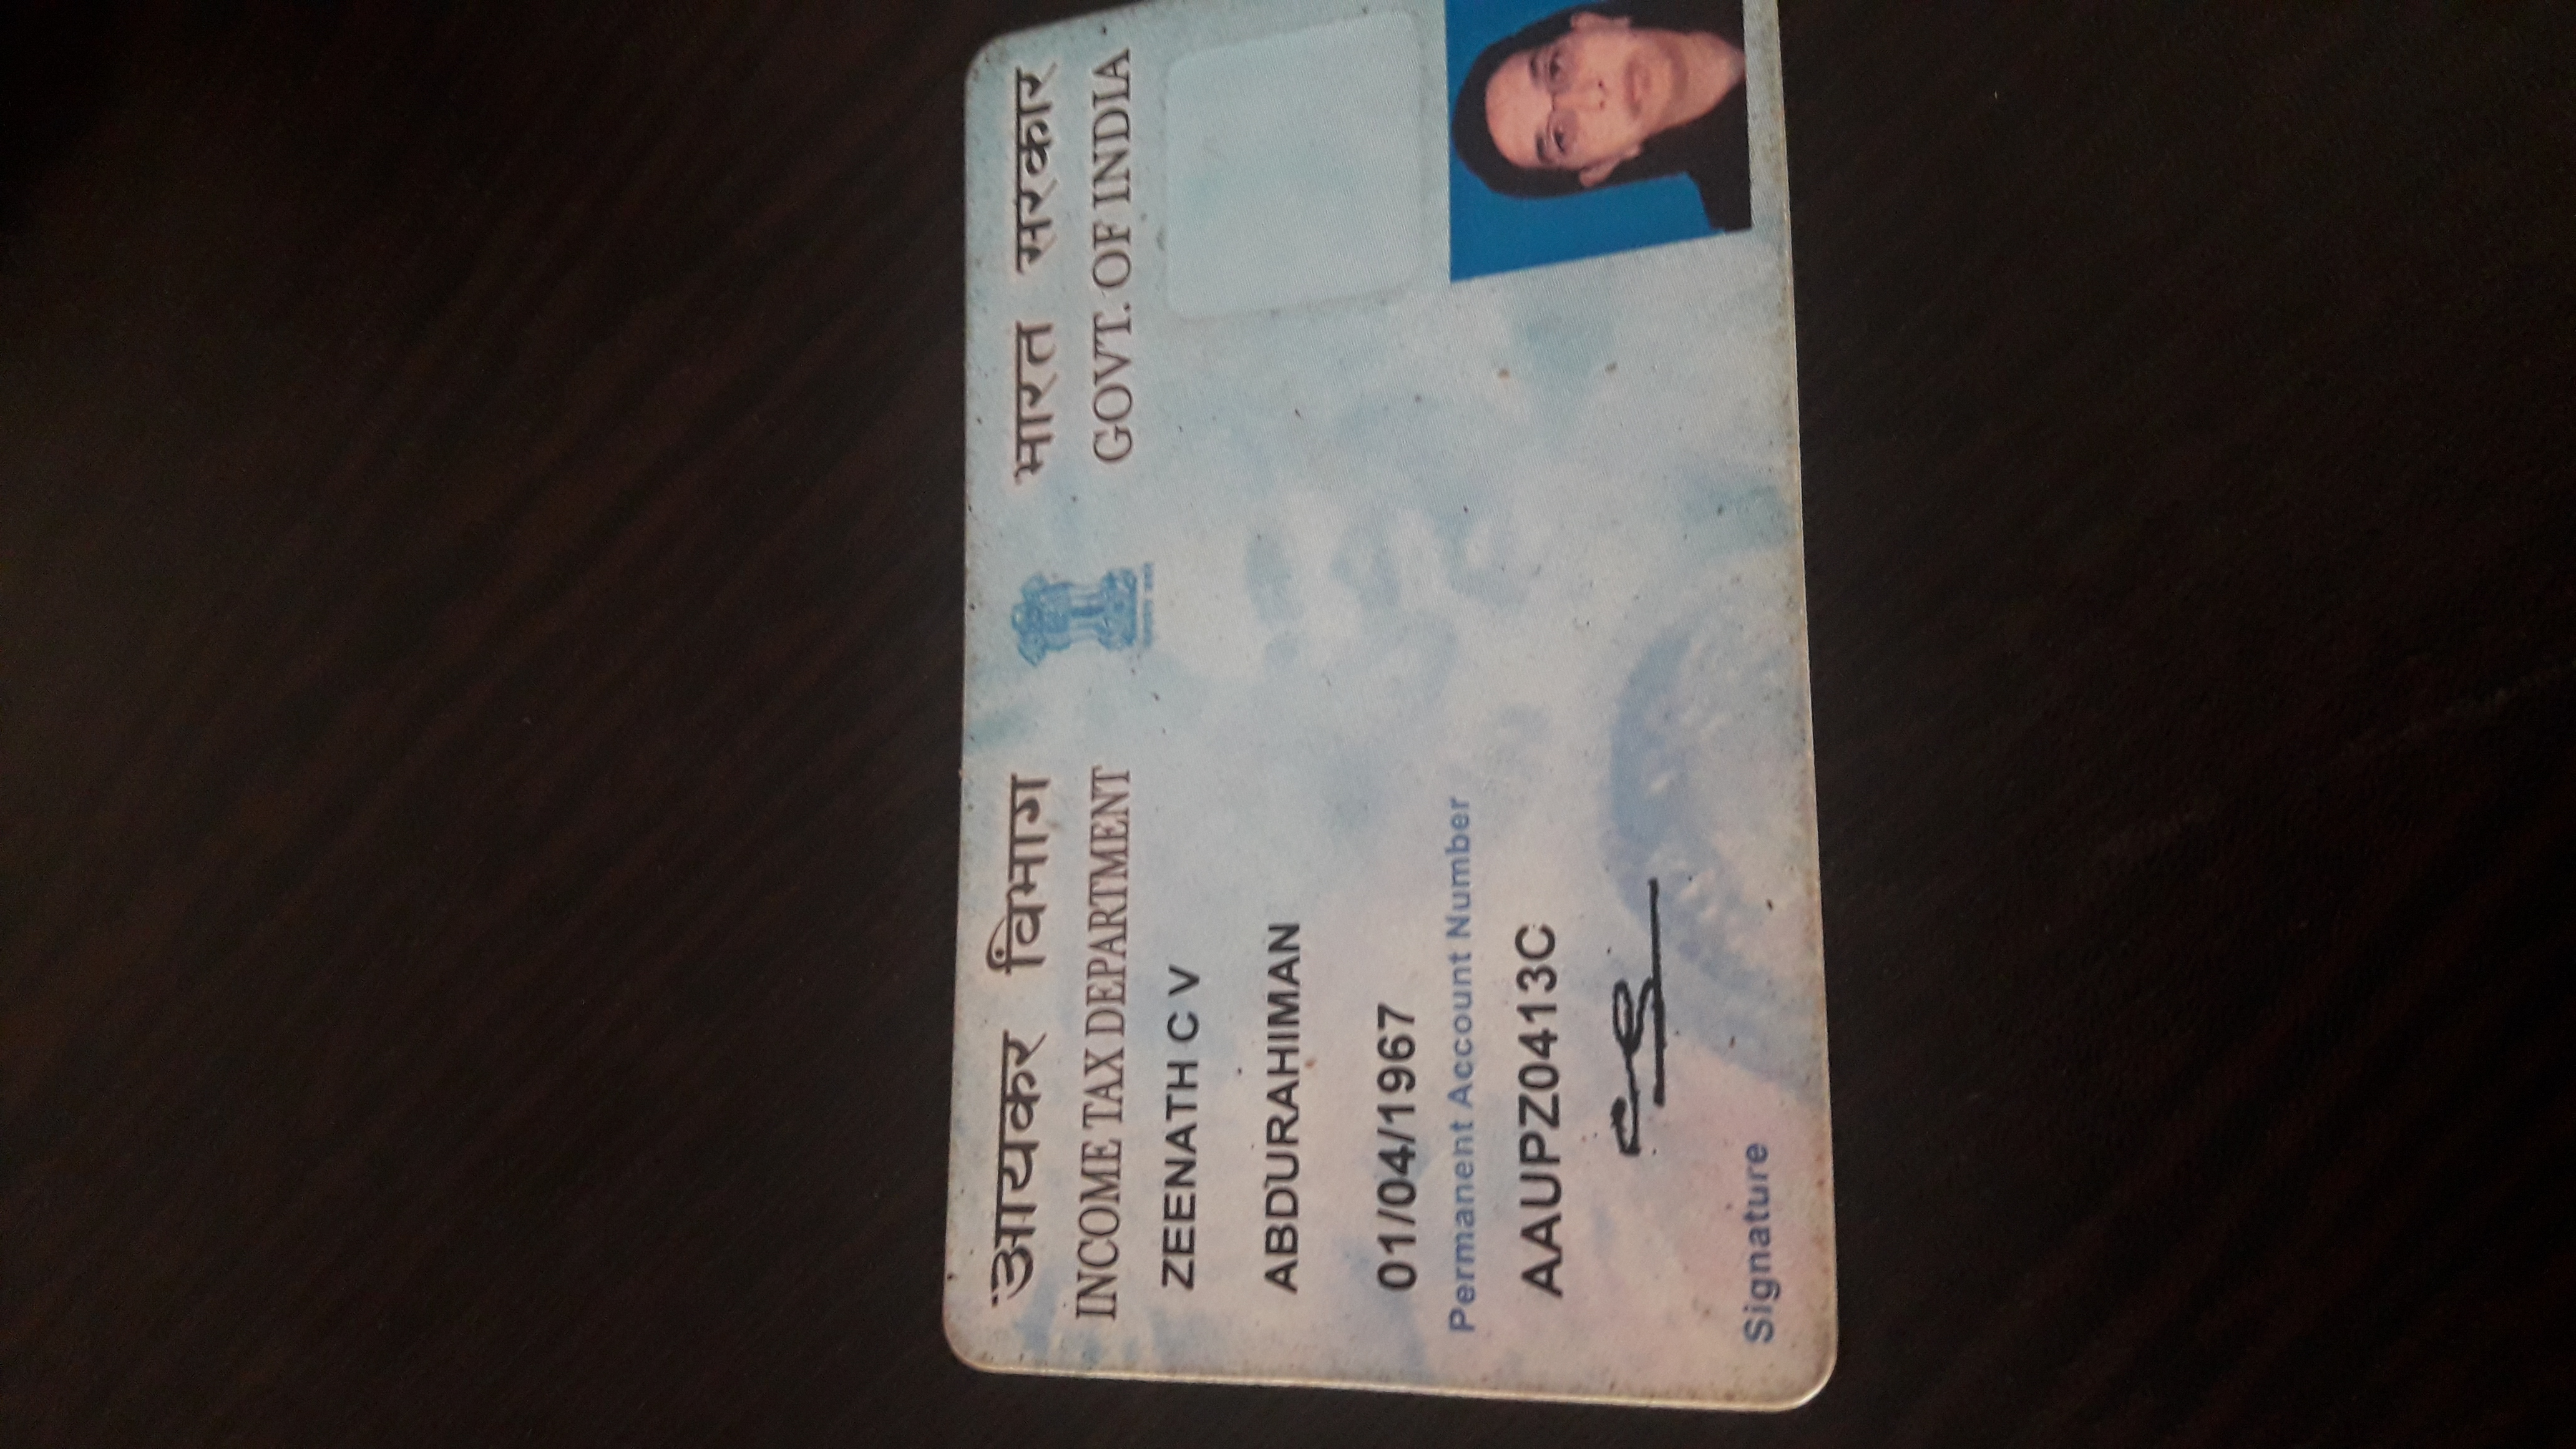 आयकर विभाग
INCOME TAX DEPARTMENT
भारत सरकार
GOVT. OF INDIA
ZEENATH C V
ABDURAHIMAN
01/04/1967
Permanent Account Number
AAUPZ0413C
Signature